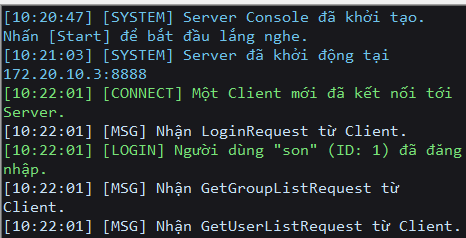 [10:20:47] [SYSTEM] Server Console đã khởi tạo.
Nhấn [Start] để bắt đầu lắng nghe.
[10:21:03] [SYSTEM] Server đã khởi động tại
172.20.10.3:8888
[10:22:01] [CONNECT] Một Client mới đã kết nối tới
Server.
[10:22:01] [MSG] Nhận LoginRequest từ Client.
[10:22:01] [LOGIN] Người dùng "son" (ID: 1) đã đăng
nhập.
[10:22:01] [MSG] Nhận GetGroupListRequest từ
Client.
[10:22:01] [MSG] Nhận GetUserListRequest từ Client.